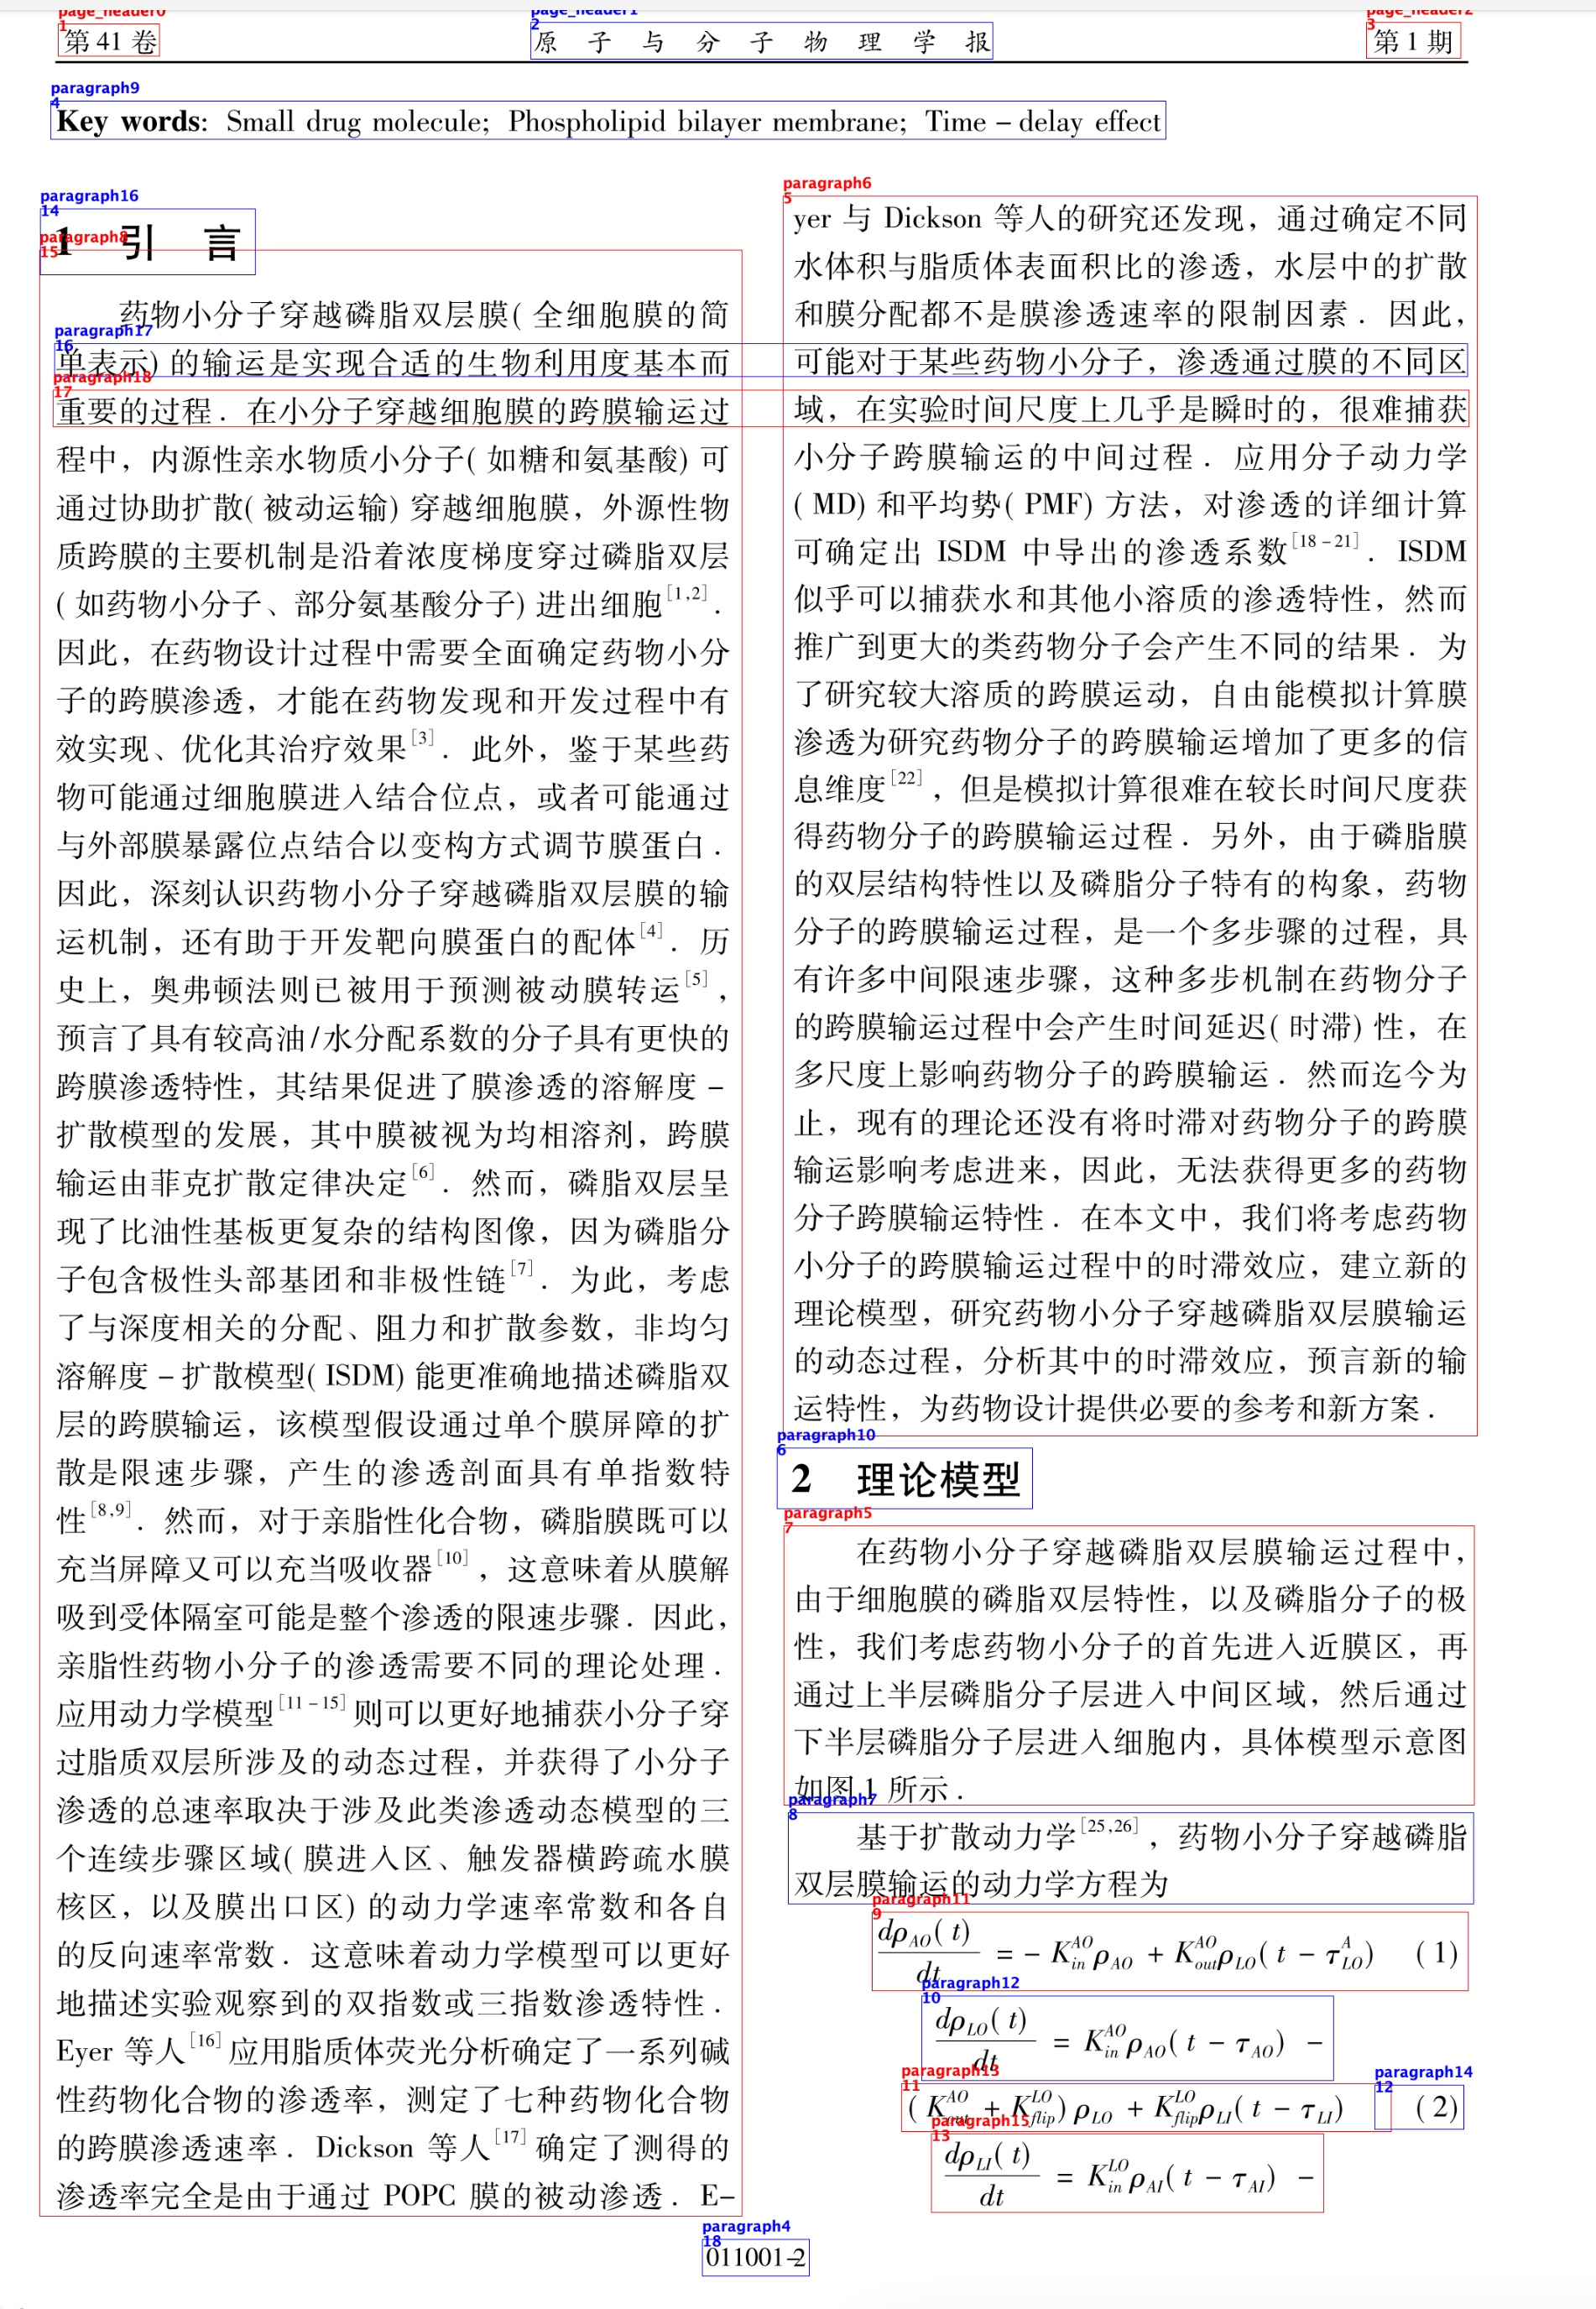 第 41 卷
原 子 与 分 子 物 理 学 报
第 1 期
Key words: Small drug molecule; Phospholipid bilayer membrane; Time – delay effect
1 引 言
药物小分子穿越磷脂双层膜(全细胞膜的简
单表示)的输运是实现合适的生物利用度基本而
重要的过程. 在小分子穿越细胞膜的跨膜输运过
程中, 内源性亲水物质小分子(如糖和氨基酸)可
通过协助扩散(被动运输)穿越细胞膜, 外源性物
质跨膜的主要机制是沿着浓度梯度穿过磷脂双层
(如药物小分子、部分氨基酸分子)进出细胞[1,2].
因此, 在药物设计过程中需要全面确定药物小分
子的跨膜渗透, 才能在药物发现和开发过程中有
效实现、优化其治疗效果[3]. 此外, 鉴于某些药
物可能通过细胞膜进入结合位点, 或者可能通过
与外部膜暴露位点结合以变构方式调节膜蛋白.
因此, 深刻认识药物小分子穿越磷脂双层膜的输
运机制, 还有助于开发靶向膜蛋白的配体[4]. 历
史上, 奥弗顿法则已被用于预测被动膜转运[5],
预言了具有较高油/水分配系数的分子具有更快的
跨膜渗透特性, 其结果促进了膜渗透的溶解度 –
扩散模型的发展, 其中膜被视为均相溶剂, 跨膜
输运由菲克扩散定律决定[6]. 然而, 磷脂双层呈
现了比油性基板更复杂的结构图像, 因为磷脂分
子包含极性头部基团和非极性链[7]. 为此, 考虑
了与深度相关的分配、阻力和扩散参数, 非均匀
溶解度 – 扩散模型(ISDM)能更准确地描述磷脂双
层的跨膜输运, 该模型假设通过单个膜屏障的扩
散是限速步骤, 产生的渗透剖面具有单指数特
性[8,9]. 然而, 对于亲脂性化合物, 磷脂膜既可以
充当屏障又可以充当吸收器[10], 这意味着从膜解
吸到受体隔室可能是整个渗透的限速步骤. 因此,
亲脂性药物小分子的渗透需要不同的理论处理.
应用动力学模型[11–15]则可以更好地捕获小分子穿
过脂质双层所涉及的动态过程, 并获得了小分子
渗透的总速率取决于涉及此类渗透动态模型的三
个连续步骤区域(膜进入区、触发器横跨疏水膜
核区, 以及膜出口区)的动力学速率常数和各自
的反向速率常数. 这意味着动力学模型可以更好
地描述实验观察到的双指数或三指数渗透特性.
Eyer 等人[16]应用脂质体荧光分析确定了一系列碱
性药物化合物的渗透率, 测定了七种药物化合物
的跨膜渗透速率. Dickson 等人[17]确定了测得的
渗透率完全是由于通过 POPC 膜的被动渗透. E–
yer 与 Dickson 等人的研究还发现, 通过确定不同
水体积与脂质体表面积比的渗透, 水层中的扩散
和膜分配都不是膜渗透速率的限制因素. 因此,
可能对于某些药物小分子, 渗透通过膜的不同区
域, 在实验时间尺度上几乎是瞬时的, 很难捕获
小分子跨膜输运的中间过程. 应用分子动力学
(MD)和平均势(PMF)方法, 对渗透的详细计算
可确定出 ISDM 中导出的渗透系数[18–21]. ISDM
似乎可以捕获水和其他小溶质的渗透特性, 然而
推广到更大的类药物分子会产生不同的结果. 为
了研究较大溶质的跨膜运动, 自由能模拟计算膜
渗透为研究药物分子的跨膜输运增加了更多的信
息维度[22], 但是模拟计算很难在较长时间尺度获
得药物分子的跨膜输运过程. 另外, 由于磷脂膜
的双层结构特性以及磷脂分子特有的构象, 药物
分子的跨膜输运过程, 是一个多步骤的过程, 具
有许多中间限速步骤, 这种多步机制在药物分子
的跨膜输运过程中会产生时间延迟(时滞)性, 在
多尺度上影响药物分子的跨膜输运. 然而迄今为
止, 现有的理论还没有将时滞对药物分子的跨膜
输运影响考虑进来, 因此, 无法获得更多的药物
分子跨膜输运特性. 在本文中, 我们将考虑药物
小分子的跨膜输运过程中的时滞效应, 建立新的
理论模型, 研究药物小分子穿越磷脂双层膜输运
的动态过程, 分析其中的时滞效应, 预言新的输
运特性, 为药物设计提供必要的参考和新方案.
2 理论模型
在药物小分子穿越磷脂双层膜输运过程中,
由于细胞膜的磷脂双层特性, 以及磷脂分子的极
性, 我们考虑药物小分子的首先进入近膜区, 再
通过上半层磷脂分子层进入中间区域, 然后通过
下半层磷脂分子层进入细胞内, 具体模型示意图
如图 1 所示.
基于扩散动力学[25,26], 药物小分子穿越磷脂
双层膜输运的动力学方程为
dρ_AO(t)/dt = – K_in^AO ρ_AO + K_out^AO ρ_LO(t – τ_LO^A) (1)
dρ_LO(t)/dt = K_in^AO ρ_AO(t – τ_AO) –
(K_out^AO + K_flip^LO)ρ_LO + K_flip^LO ρ_LI(t – τ_LI) (2)
dρ_LI(t)/dt = K_in^LO ρ_AI(t – τ_AI) –
011001-2
page_header0
1
page_header1
2
page_header2
3
paragraph9
4
paragraph16
14
paragraph8
15
paragraph17
16
paragraph18
17
paragraph6
5
paragraph10
6
paragraph5
7
paragraph7
8
paragraph11
9
paragraph12
10
paragraph13
11
paragraph14
12
paragraph15
13
paragraph4
18